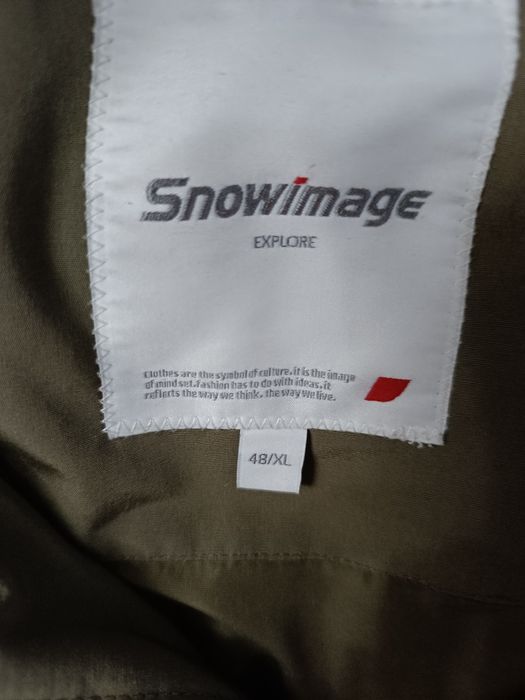 Snowimage
EXPLORE
Clothes are the symbol of culture. it is the image
of mind set. Fashion has to do with ideas, it
reflects the way we think. the way we live.
48/XL